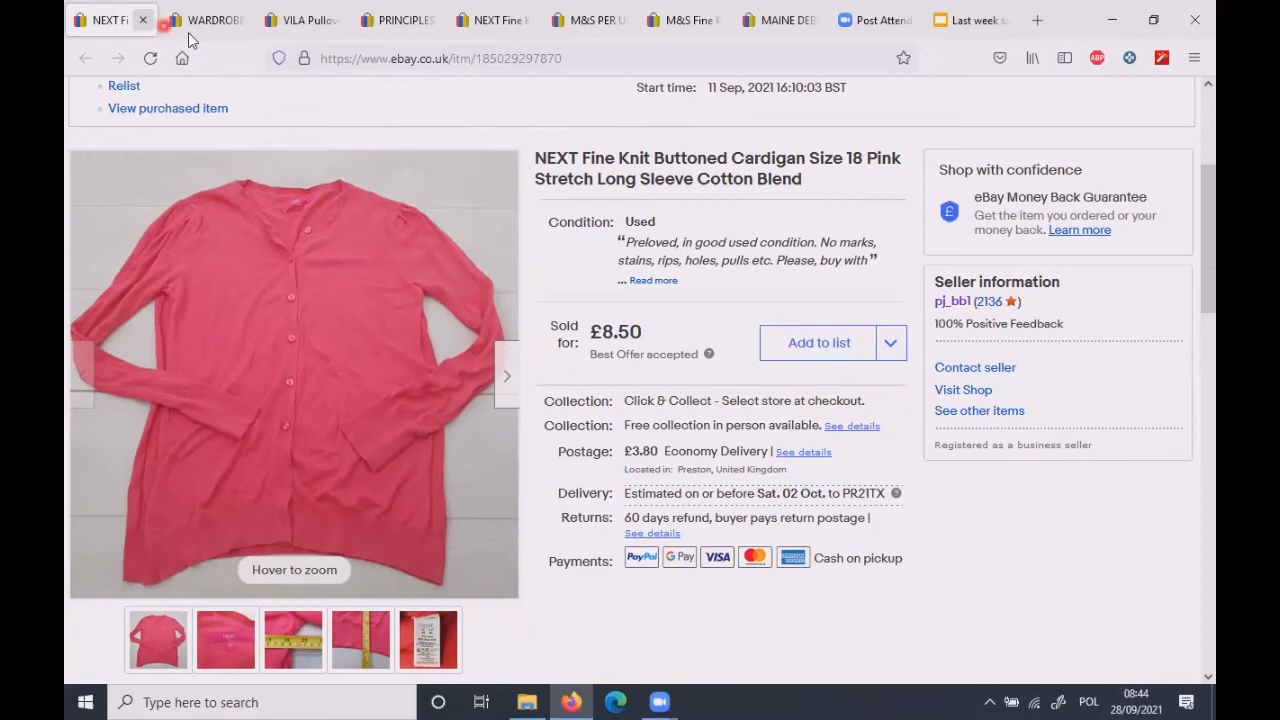 NEXT Fi
WARDROBE
VILA Pullov
PRINCIPLES
NEXT Fine K
M&S PER U
M&S Fine K
MAINE DEB
Post Attend
Last week sa
https://www.ebay.co.uk/itm/185029297870
ABP
Relist
View purchased item
Start time: 11 Sep, 2021 16:10:03 BST
NEXT Fine Knit Buttoned Cardigan Size 18 Pink
Stretch Long Sleeve Cotton Blend
Condition: Used
“Preloved, in good used condition. No marks,
stains, rips, holes, pulls etc. Please, buy with”
... Read more
Sold for: £8.50
Best Offer accepted
Add to list
Collection: Click & Collect - Select store at checkout.
Collection: Free collection in person available. See details
Postage: £3.80 Economy Delivery | See details
Located in: Preston, United Kingdom
Delivery: Estimated on or before Sat. 02 Oct. to PR21TX
Returns: 60 days refund, buyer pays return postage |
See details
Payments: PayPal G Pay VISA Cash on pickup
Shop with confidence
eBay Money Back Guarantee
Get the item you ordered or your
money back. Learn more
Seller information
pj_bb1 (2136)
100% Positive Feedback
Contact seller
Visit Shop
See other items
Registered as a business seller
Hover to zoom
next
Type here to search
POL
08:44
28/09/2021